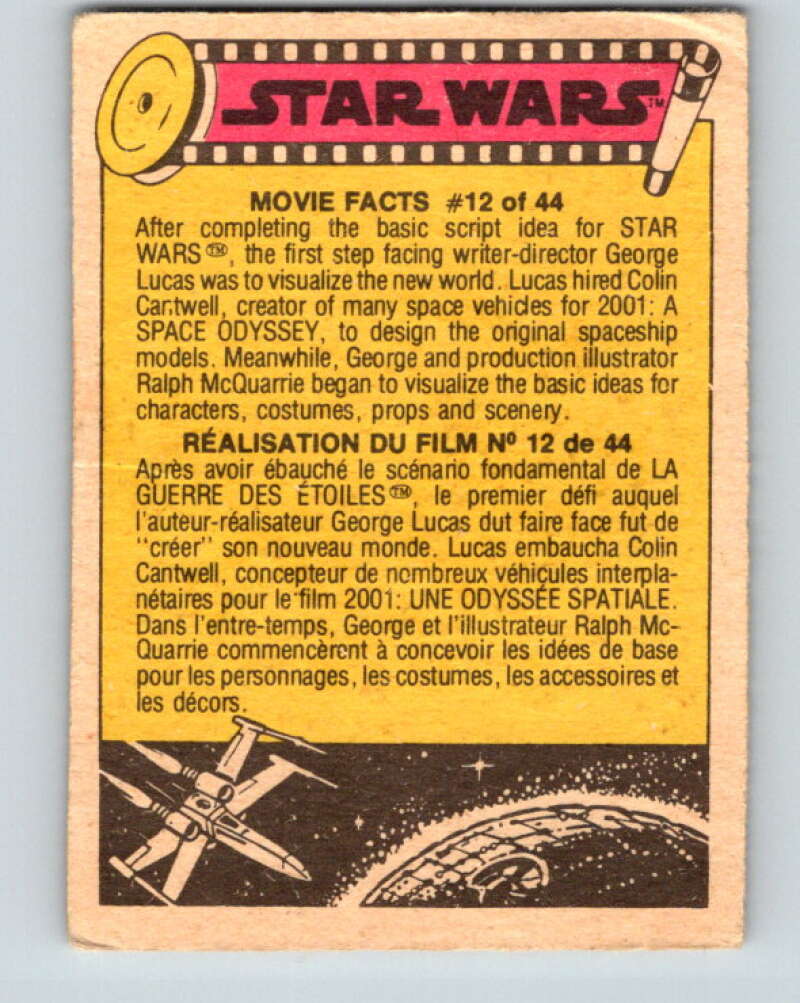 STAR WARS™
MOVIE FACTS #12 of 44
After completing the basic script idea for STAR
WARS™, the first step facing writer-director George
Lucas was to visualize the new world. Lucas hired Colin
Cantwell, creator of many space vehicles for 2001: A
SPACE ODYSSEY, to design the original spaceship
models. Meanwhile, George and production illustrator
Ralph McQuarrie began to visualize the basic ideas for
characters, costumes, props and scenery.
RÉALISATION DU FILM Nº 12 de 44
Après avoir ébauché le scénario fondamental de LA
GUERRE DES ÉTOILES™, le premier défi auquel
l'auteur-réalisateur George Lucas dut faire face fut de
"créer" son nouveau monde. Lucas embaucha Colin
Cantwell, concepteur de nombreux véhicules interpla-
nétaires pour le film 2001: UNE ODYSSÉE SPATIALE.
Dans l'entre-temps, George et l'illustrateur Ralph Mc-
Quarrie commencèrent à concevoir les idées de base
pour les personnages, les costumes, les accessoires et
les décors.